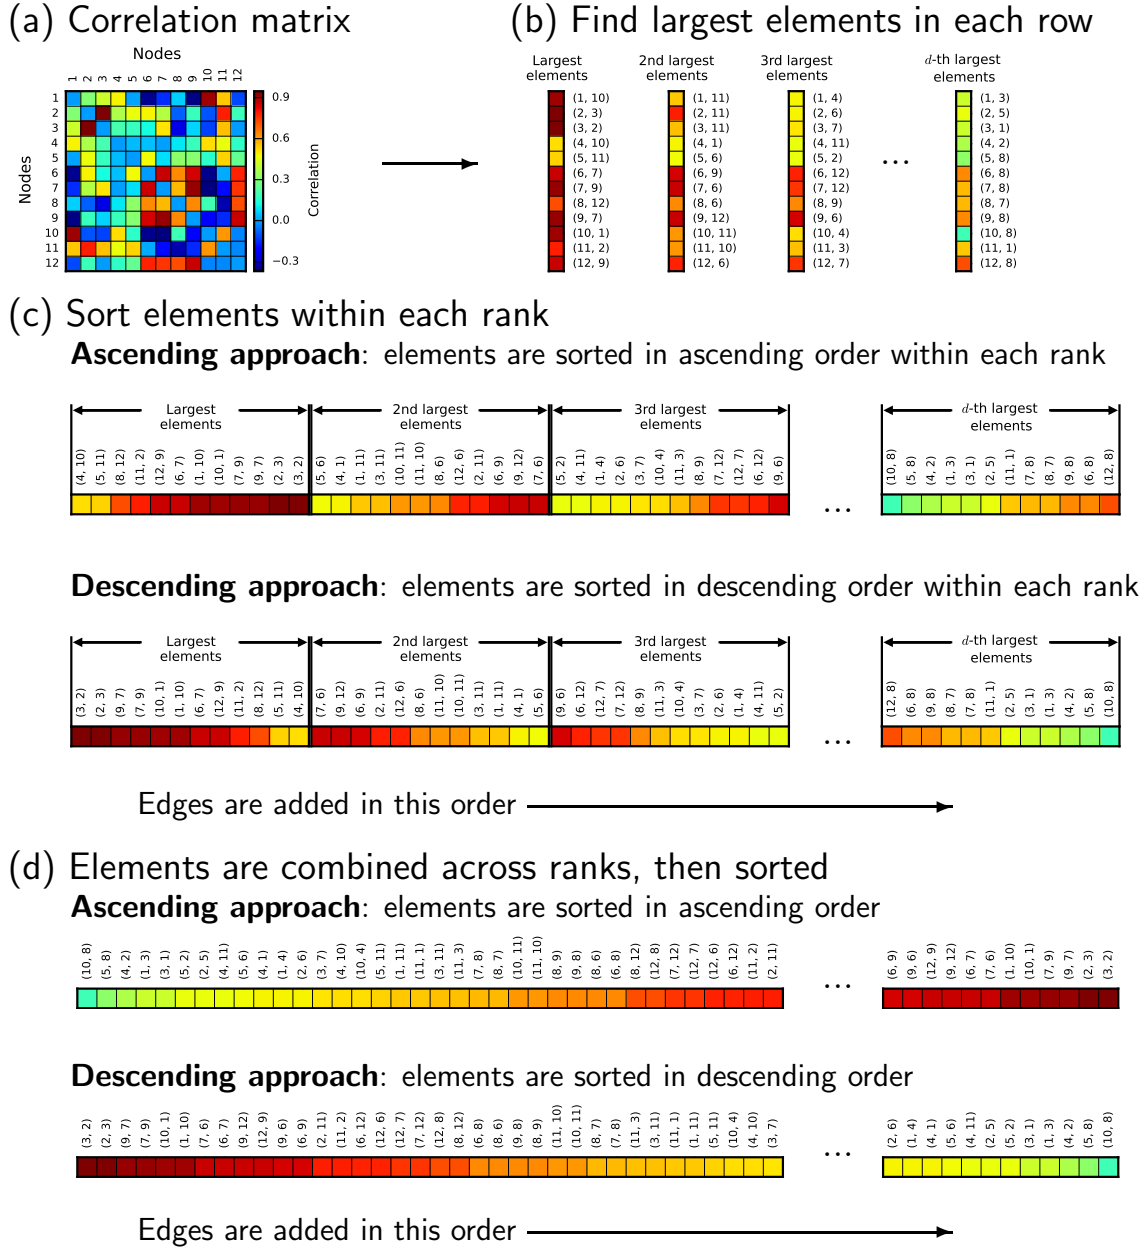 (a) Correlation matrix
Nodes
1 2 3 4 5 6 7 8 9 10 11 12
Nodes
1
2
3
4
5
6
7
8
9
10
11
12
0.9
0.6
0.3
0.0
−0.3
Correlation
(b) Find largest elements in each row
Largest
elements
(1, 10)
(2, 3)
(3, 2)
(4, 10)
(5, 11)
(6, 7)
(7, 9)
(8, 12)
(9, 7)
(10, 1)
(11, 2)
(12, 9)
2nd largest
elements
(1, 11)
(2, 11)
(3, 11)
(4, 1)
(5, 6)
(6, 9)
(7, 6)
(8, 6)
(9, 12)
(10, 11)
(11, 10)
(12, 6)
3rd largest
elements
(1, 4)
(2, 6)
(3, 7)
(4, 11)
(5, 2)
(6, 12)
(7, 12)
(8, 9)
(9, 6)
(10, 4)
(11, 3)
(12, 7)
...
d-th largest
elements
(1, 3)
(2, 5)
(3, 1)
(4, 2)
(5, 8)
(6, 8)
(7, 8)
(8, 7)
(9, 8)
(10, 8)
(11, 1)
(12, 8)
(c) Sort elements within each rank
Ascending approach: elements are sorted in ascending order within each rank
Largest
elements
(4, 10) (5, 11) (8, 12) (11, 2) (12, 9) (6, 7) (1, 10) (10, 1) (7, 9) (9, 7) (2, 3) (3, 2)
2nd largest
elements
(5, 6) (4, 1) (1, 11) (3, 11) (10, 11) (11, 10) (8, 6) (12, 6) (2, 11) (6, 9) (9, 12) (7, 6)
3rd largest
elements
(5, 2) (4, 11) (1, 4) (2, 6) (3, 7) (10, 4) (11, 3) (8, 9) (7, 12) (12, 7) (6, 12) (9, 6)
...
d-th largest
elements
(10, 8) (5, 8) (4, 2) (1, 3) (3, 1) (2, 5) (11, 1) (7, 8) (8, 7) (9, 8) (6, 8) (12, 8)
Descending approach: elements are sorted in descending order within each rank
Largest
elements
(3, 2) (2, 3) (9, 7) (7, 9) (10, 1) (1, 10) (6, 7) (12, 9) (11, 2) (8, 12) (5, 11) (4, 10)
2nd largest
elements
(7, 6) (9, 12) (6, 9) (2, 11) (12, 6) (8, 6) (11, 10) (10, 11) (3, 11) (1, 11) (4, 1) (5, 6)
3rd largest
elements
(9, 6) (6, 12) (12, 7) (7, 12) (8, 9) (11, 3) (10, 4) (3, 7) (2, 6) (1, 4) (4, 11) (5, 2)
...
d-th largest
elements
(12, 8) (6, 8) (9, 8) (8, 7) (7, 8) (11, 1) (2, 5) (3, 1) (1, 3) (4, 2) (5, 8) (10, 8)
Edges are added in this order
(d) Elements are combined across ranks, then sorted
Ascending approach: elements are sorted in ascending order
(10, 8) (5, 8) (4, 2) (1, 3) (3, 1) (5, 2) (2, 5) (4, 11) (5, 6) (4, 1) (1, 4) (2, 6) (3, 7) (4, 10) (10, 4) (5, 11) (1, 11) (11, 1) (3, 11) (11, 3) (7, 8) (8, 7) (10, 11) (11, 10) (8, 9) (9, 8) (8, 6) (6, 8) (8, 12) (12, 8) (7, 12) (12, 7) (12, 6) (6, 12) (11, 2) (2, 11)
...
(6, 9) (9, 6) (12, 9) (9, 12) (6, 7) (7, 6) (1, 10) (10, 1) (7, 9) (9, 7) (2, 3) (3, 2)
Descending approach: elements are sorted in descending order
(3, 2) (2, 3) (9, 7) (7, 9) (10, 1) (1, 10) (7, 6) (6, 7) (9, 12) (12, 9) (9, 6) (6, 9) (2, 11) (11, 2) (6, 12) (12, 6) (12, 7) (7, 12) (12, 8) (8, 12) (6, 8) (8, 6) (9, 8) (8, 9) (11, 10) (10, 11) (8, 7) (7, 8) (11, 3) (3, 11) (11, 1) (1, 11) (5, 11) (10, 4) (4, 10) (3, 7)
...
(2, 6) (1, 4) (4, 1) (5, 6) (4, 11) (2, 5) (5, 2) (3, 1) (1, 3) (4, 2) (5, 8) (10, 8)
Edges are added in this order